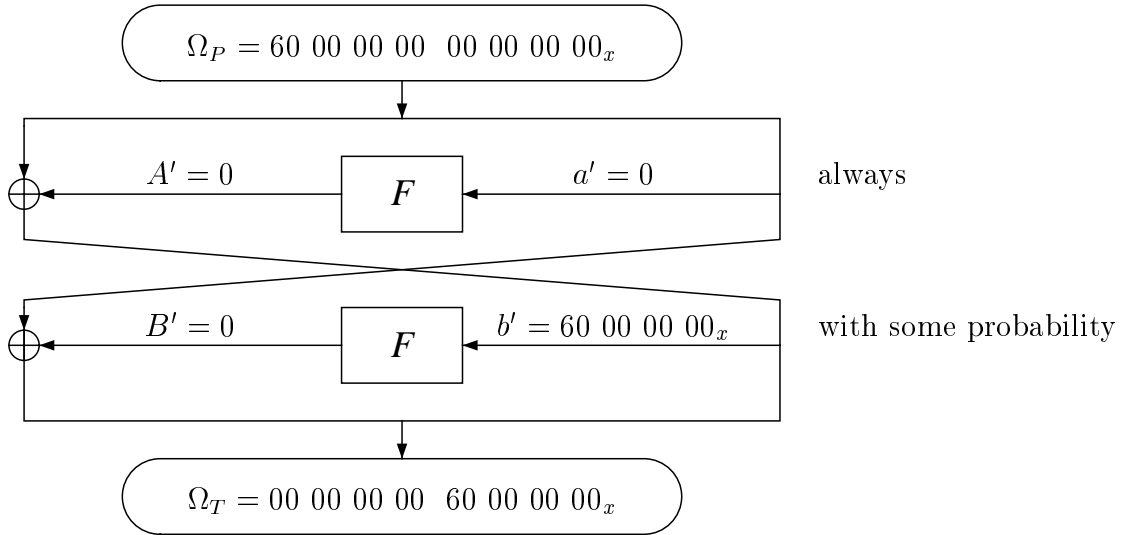 Ω_P = 60 00 00 00 00 00 00 00_x
A′ = 0 F a′ = 0 always
B′ = 0 F b′ = 60 00 00 00_x with some probability
Ω_T = 00 00 00 00 60 00 00 00_x